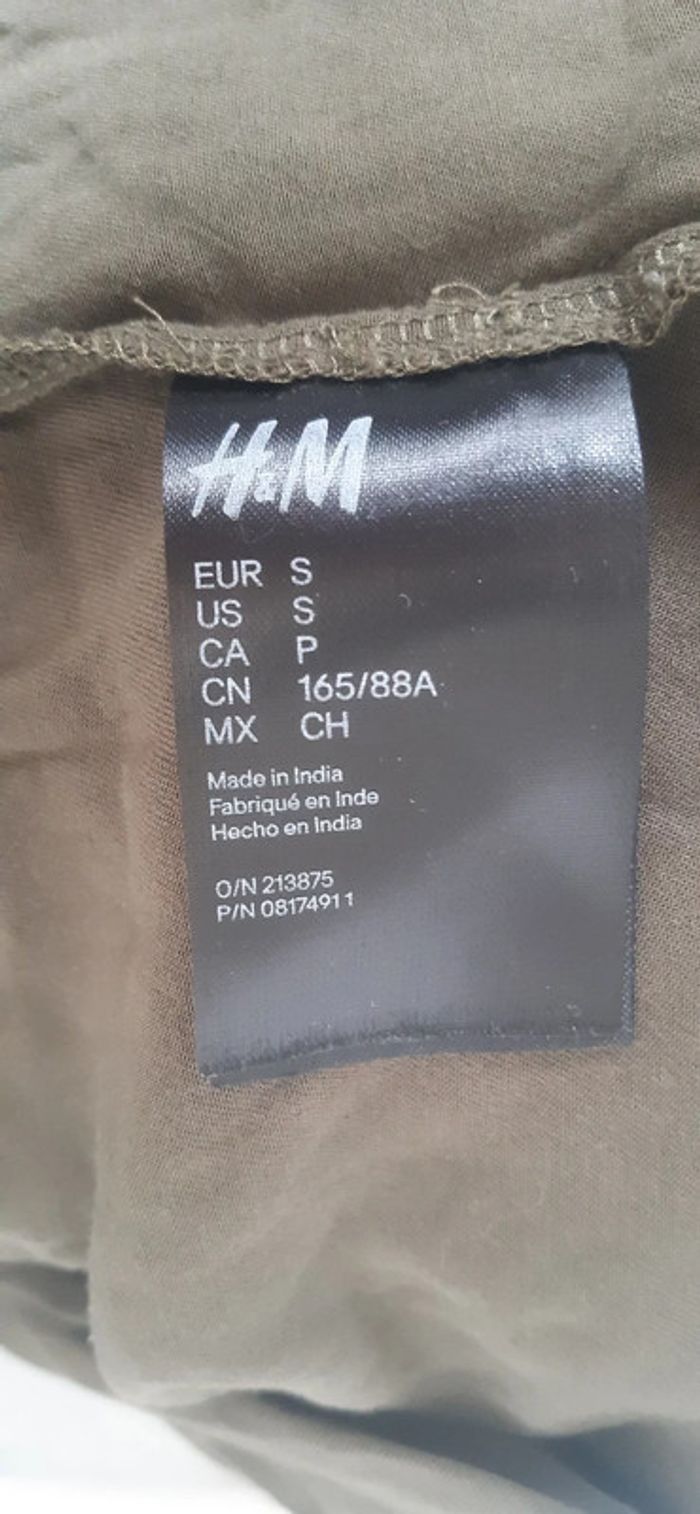 H&M
EUR S
US S
CA P
CN 165/88A
MX CH
Made in India
Fabriqué en Inde
Hecho en India
O/N 213875
P/N 08174911